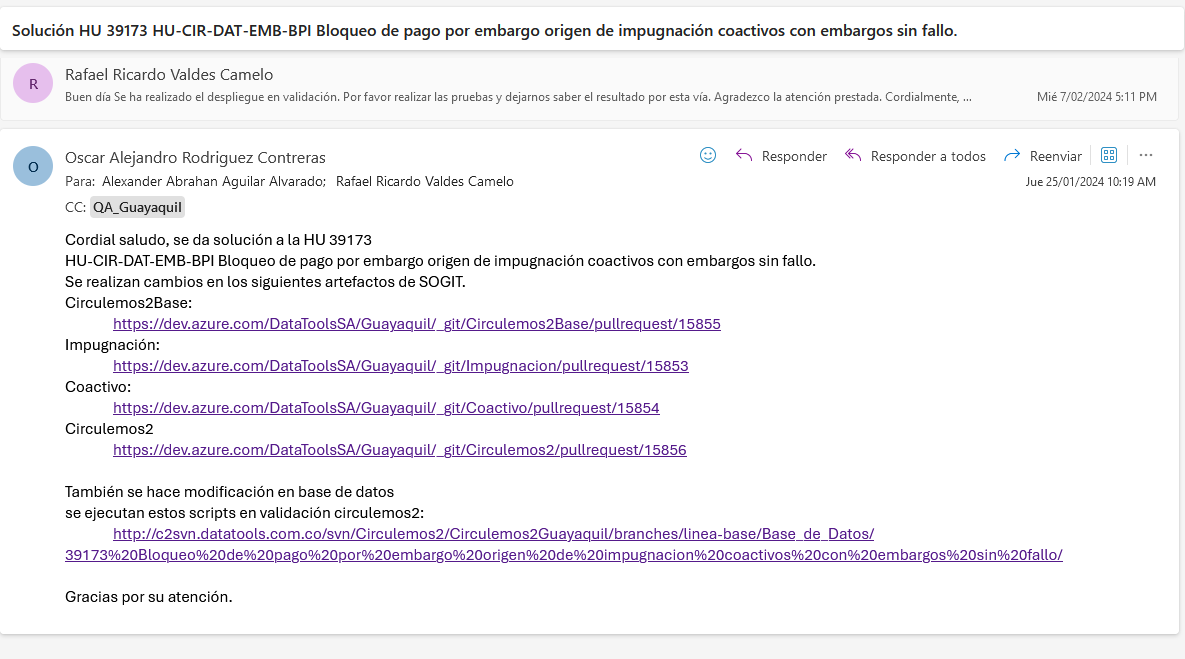 Solución HU 39173 HU-CIR-DAT-EMB-BPI Bloqueo de pago por embargo origen de impugnación coactivos con embargos sin fallo.
R
Rafael Ricardo Valdes Camelo
Buen día Se ha realizado el despliegue en validación. Por favor realizar las pruebas y dejarnos saber el resultado por esta vía. Agradezco la atención prestada. Cordialmente, ...
Mié 7/02/2024 5:11 PM
O
Oscar Alejandro Rodriguez Contreras
Responder
Responder a todos
Reenviar
Para: Alexander Abrahan Aguilar Alvarado; Rafael Ricardo Valdes Camelo
Jue 25/01/2024 10:19 AM
CC: QA_Guayaquil
Cordial saludo, se da solución a la HU 39173
HU-CIR-DAT-EMB-BPI Bloqueo de pago por embargo origen de impugnación coactivos con embargos sin fallo.
Se realizan cambios en los siguientes artefactos de SOGIT.
Circulemos2Base:
https://dev.azure.com/DataToolsSA/Guayaquil/_git/Circulemos2Base/pullrequest/15855
Impugnación:
https://dev.azure.com/DataToolsSA/Guayaquil/_git/Impugnacion/pullrequest/15853
Coactivo:
https://dev.azure.com/DataToolsSA/Guayaquil/_git/Coactivo/pullrequest/15854
Circulemos2
https://dev.azure.com/DataToolsSA/Guayaquil/_git/Circulemos2/pullrequest/15856
También se hace modificación en base de datos
se ejecutan estos scripts en validación circulemos2:
http://c2svn.datatools.com.co/svn/Circulemos2/Circulemos2Guayaquil/branches/linea-base/Base_de_Datos/
39173%20Bloqueo%20de%20pago%20por%20embargo%20origen%20de%20impugnacion%20coactivos%20con%20embargos%20sin%20fallo/
Gracias por su atención.